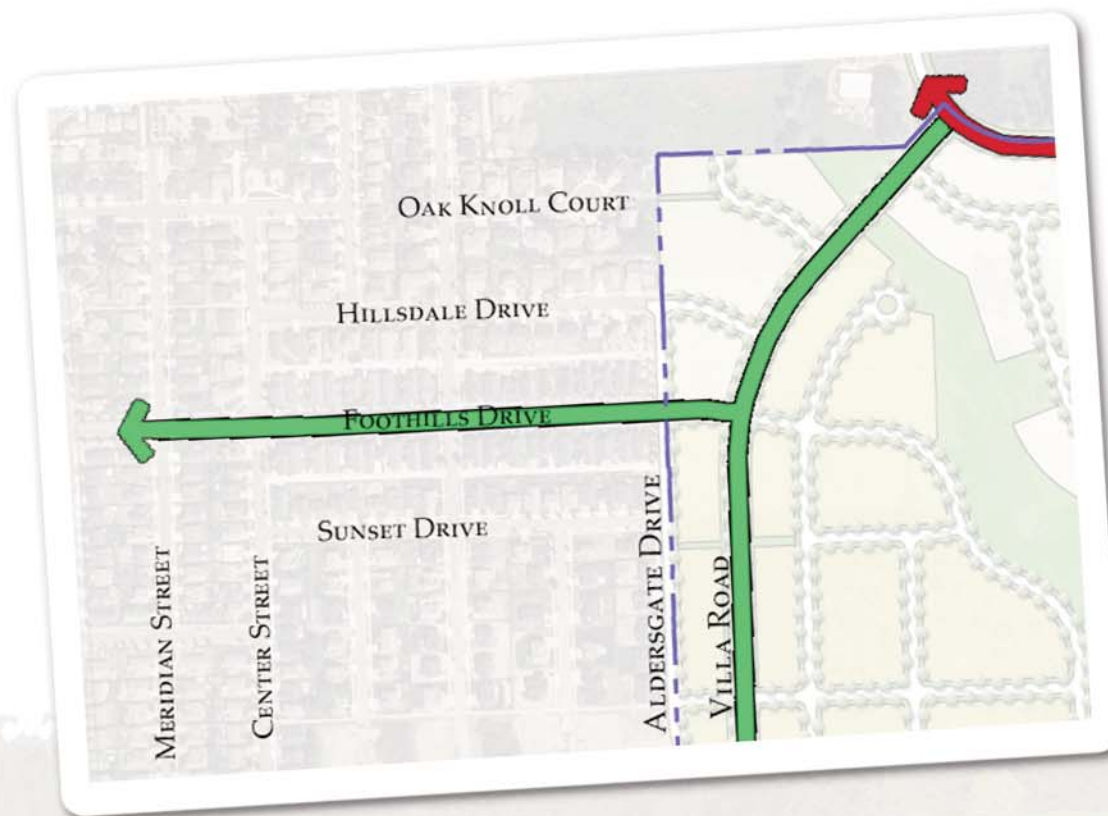 Oak Knoll Court
Hillsdale Drive
Foothills Drive
Sunset Drive
Meridian Street
Center Street
Aldersgate Drive
Villa Road